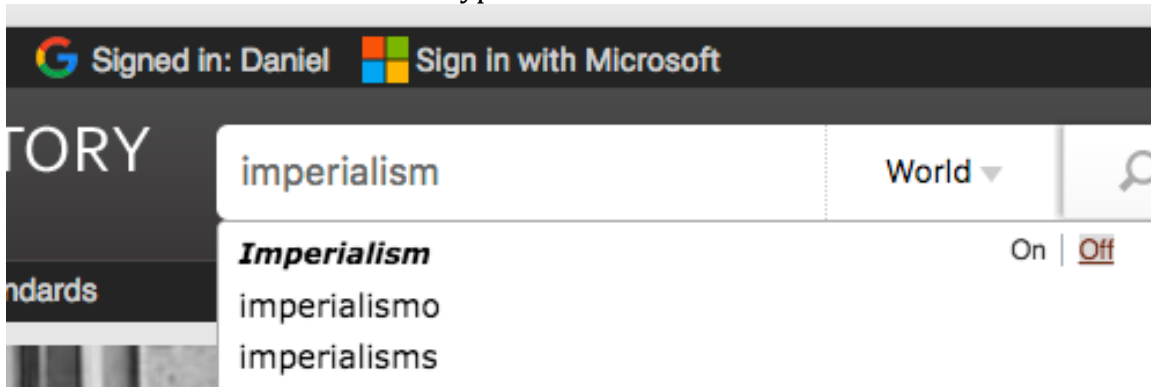 Signed in: Daniel Sign in with Microsoft
TORY imperialism World
Imperialism On | Off
ndards imperialismo
imperialisms